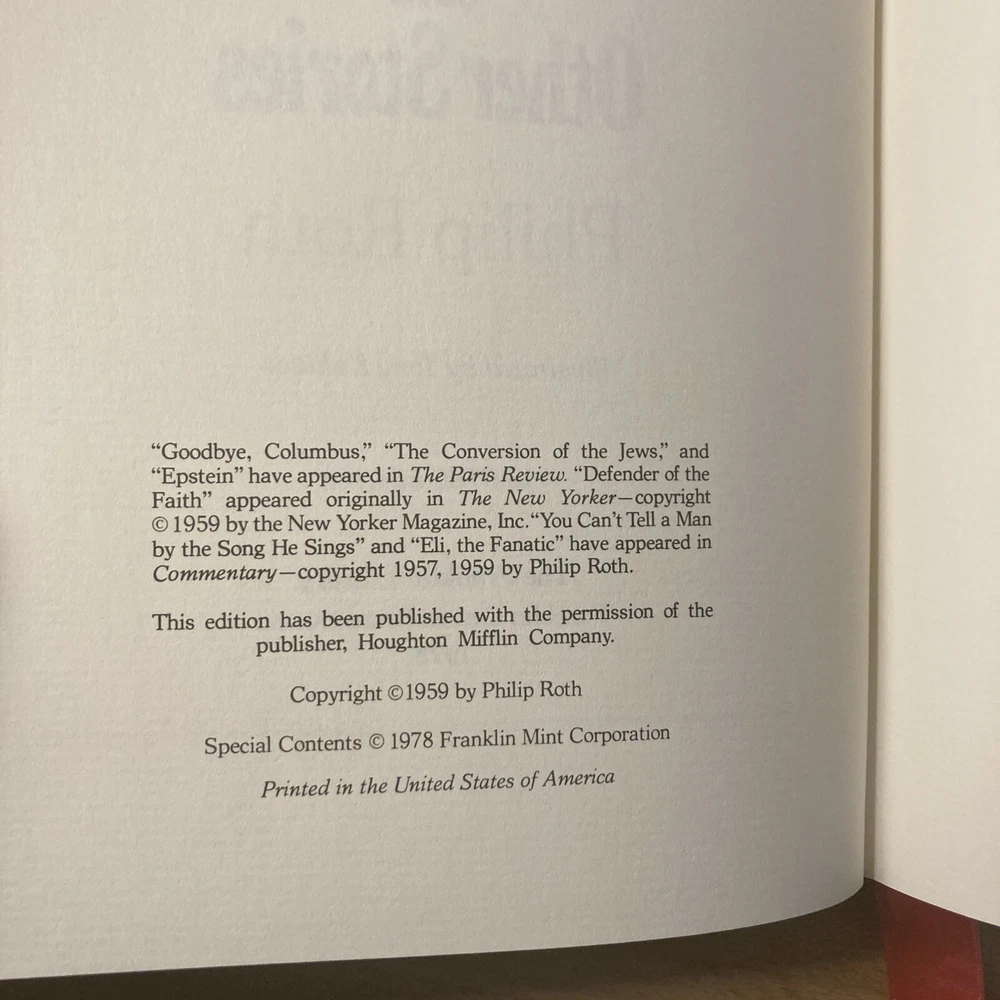 Other Stories
Philip Roth
“Goodbye, Columbus,” “The Conversion of the Jews,” and
“Epstein” have appeared in The Paris Review. “Defender of the
Faith” appeared originally in The New Yorker—copyright
© 1959 by the New Yorker Magazine, Inc. “You Can’t Tell a Man
by the Song He Sings” and “Eli, the Fanatic” have appeared in
Commentary—copyright 1957, 1959 by Philip Roth.
This edition has been published with the permission of the
publisher, Houghton Mifflin Company.
Copyright © 1959 by Philip Roth
Special Contents © 1978 Franklin Mint Corporation
Printed in the United States of America